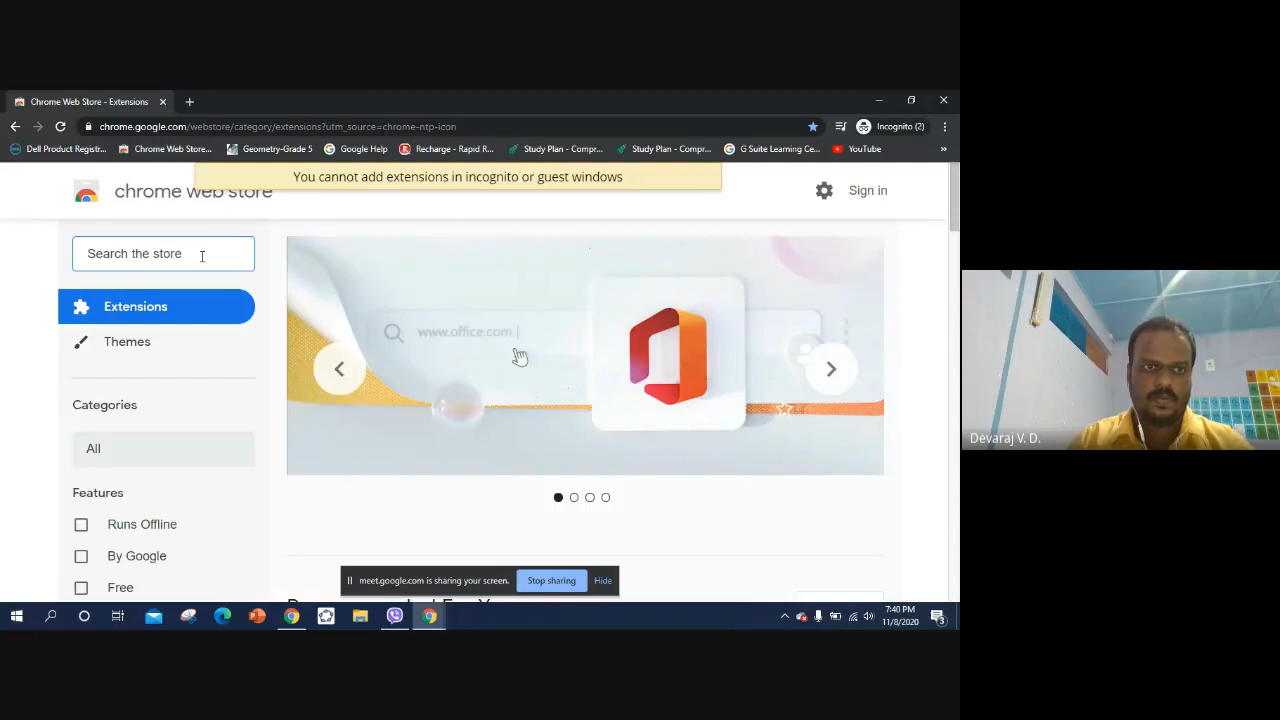 Chrome Web Store - Extensions
chrome.google.com/webstore/category/extensions?utm_source=chrome-ntp-icon
Incognito (2)
Dell Product Registr...
Chrome Web Store...
Geometry-Grade 5
Google Help
Recharge - Rapid R...
Study Plan - Compr...
Study Plan - Compr...
G Suite Learning Ce...
YouTube
You cannot add extensions in incognito or guest windows
chrome web store
Sign in
Search the store
Extensions
Themes
Categories
All
Features
Runs Offline
By Google
Free
www.office.com
meet.google.com is sharing your screen.
Stop sharing
Hide
7:40 PM
11/8/2020
3
Devaraj V. D.